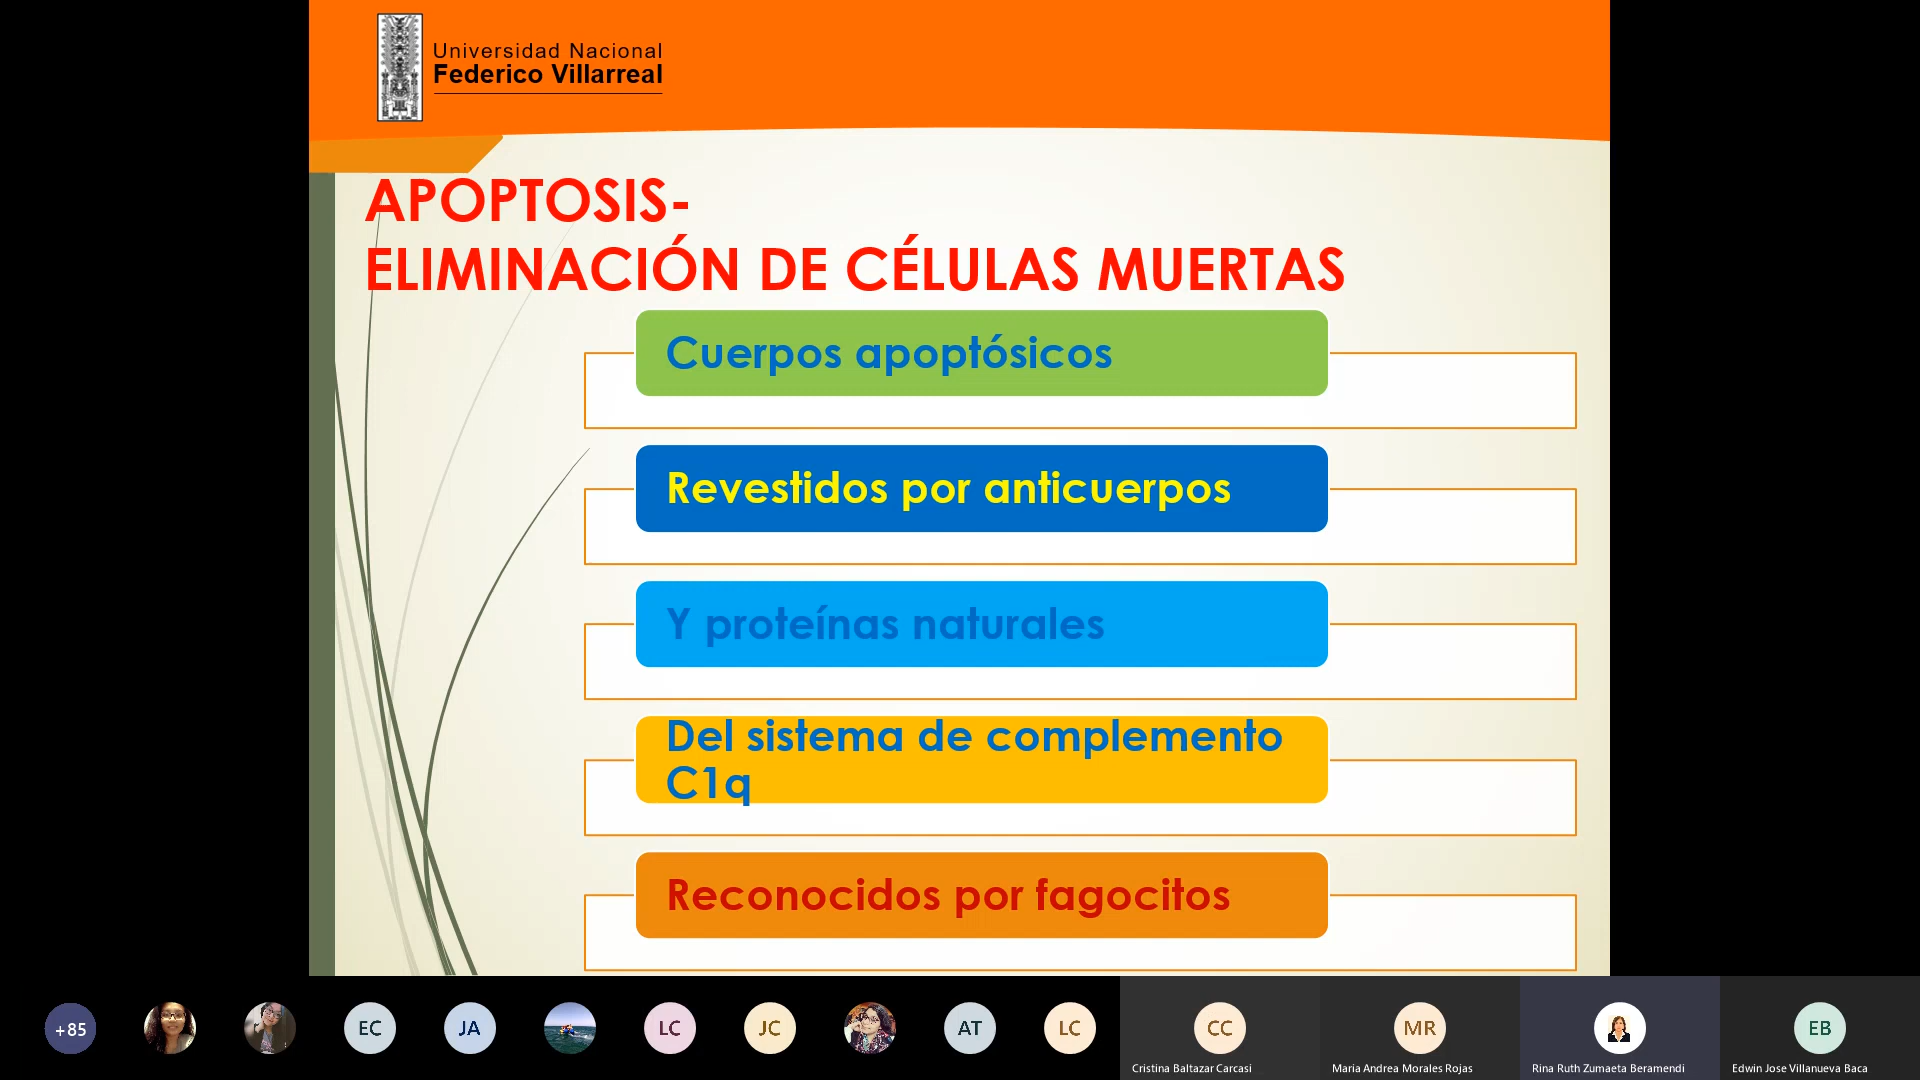 Universidad Nacional
Federico Villarreal
APOPTOSIS-
ELIMINACIÓN DE CÉLULAS MUERTAS
Cuerpos apoptósicos
Revestidos por anticuerpos
Y proteínas naturales
Del sistema de complemento
C1q
Reconocidos por fagocitos
+85
EC
JA
LC
JC
AT
LC
CC
MR
EB
Cristina Baltazar Carcasi
Maria Andrea Morales Rojas
Rina Ruth Zumaeta Beramendi
Edwin Jose Villanueva Baca